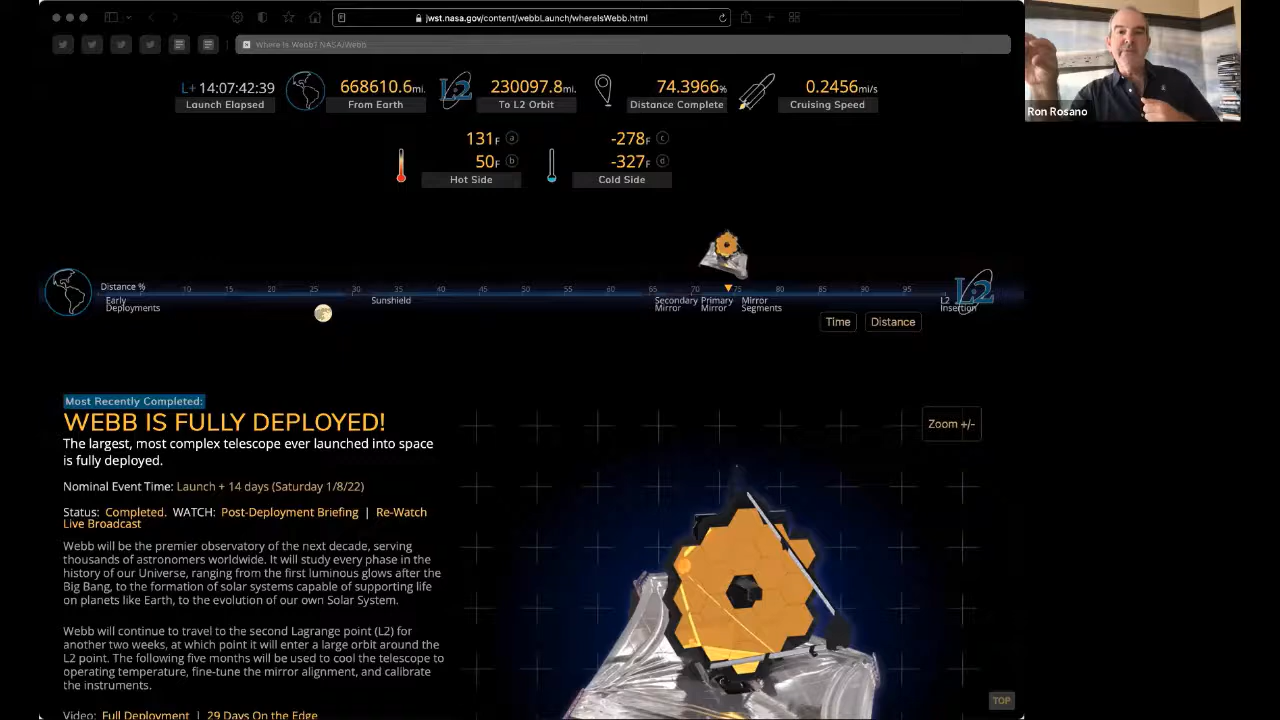 jwst.nasa.gov/content/webbLaunch/whereIsWebb.html
Where Is Webb? NASA/Webb
Ron Rosano
L+ 14:07:42:39
Launch Elapsed
668610.6mi.
From Earth
L2
230097.8mi.
To L2 Orbit
74.3966%
Distance Complete
0.2456mi/s
Cruising Speed
131F a
50F b
Hot Side
-278F c
-327F d
Cold Side
Distance % 10 15 20 25 30 35 40 45 50 55 60 65 70 75 80 85 90 95
L2
Early
Deployments
Sunshield
Secondary
Mirror
Primary
Mirror
Mirror
Segments
L2
Insertion
Time Distance
Most Recently Completed:
WEBB IS FULLY DEPLOYED!
The largest, most complex telescope ever launched into space
is fully deployed.
Nominal Event Time: Launch + 14 days (Saturday 1/8/22)
Status: Completed. WATCH: Post-Deployment Briefing | Re-Watch
Live Broadcast
Webb will be the premier observatory of the next decade, serving
thousands of astronomers worldwide. It will study every phase in the
history of our Universe, ranging from the first luminous glows after the
Big Bang, to the formation of solar systems capable of supporting life
on planets like Earth, to the evolution of our own Solar System.
Webb will continue to travel to the second Lagrange point (L2) for
another two weeks, at which point it will enter a large orbit around the
L2 point. The following five months will be used to cool the telescope to
operating temperature, fine-tune the mirror alignment, and calibrate
the instruments.
Video: Full Deployment | 29 Days On the Edge
Zoom +/-
TOP